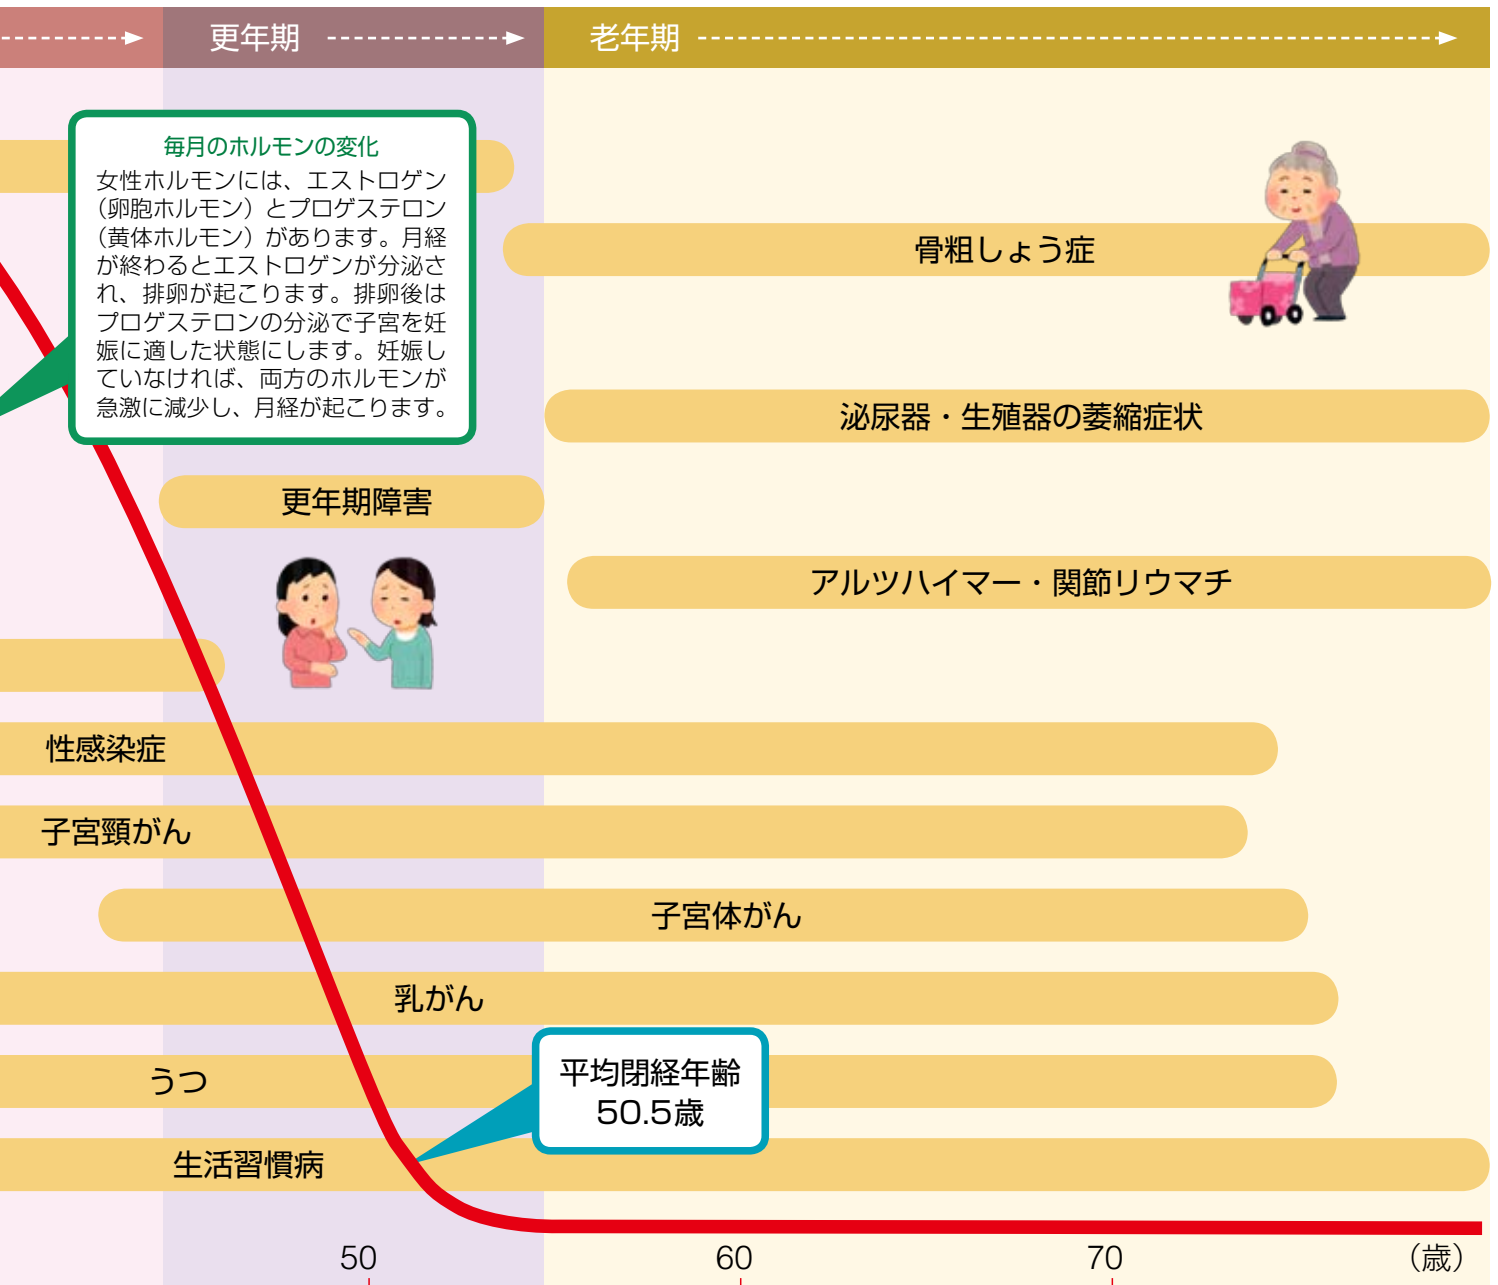 更年期
老年期
毎月のホルモンの変化
女性ホルモンには、エストロゲン
（卵胞ホルモン）とプロゲステロン
（黄体ホルモン）があります。月経
が終わるとエストロゲンが分泌さ
れ、排卵が起こります。排卵後は
プロゲステロンの分泌で子宮を妊
娠に適した状態にします。妊娠し
ていなければ、両方のホルモンが
急激に減少し、月経が起こります。
骨粗しょう症
泌尿器・生殖器の萎縮症状
更年期障害
アルツハイマー・関節リウマチ
性感染症
子宮頸がん
子宮体がん
乳がん
うつ
平均閉経年齢
50.5歳
生活習慣病
50 60 70 （歳）